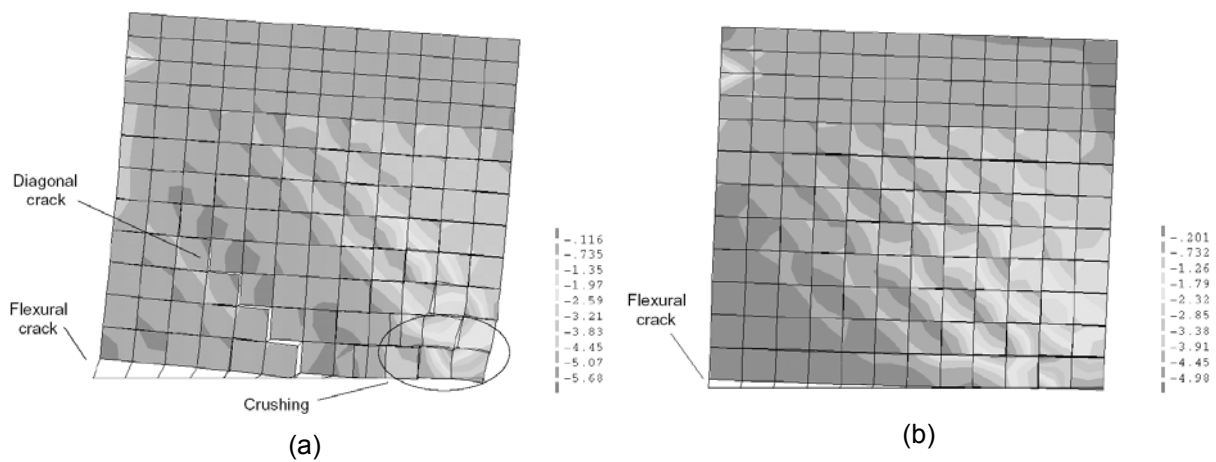 Diagonal
crack
Flexural
crack
Crushing
-.116
-.735
-1.35
-1.97
-2.59
-3.21
-3.83
-4.45
-5.07
-5.68
(a)
Flexural
crack
-.201
-.732
-1.26
-1.79
-2.32
-2.85
-3.38
-3.91
-4.45
-4.98
(b)